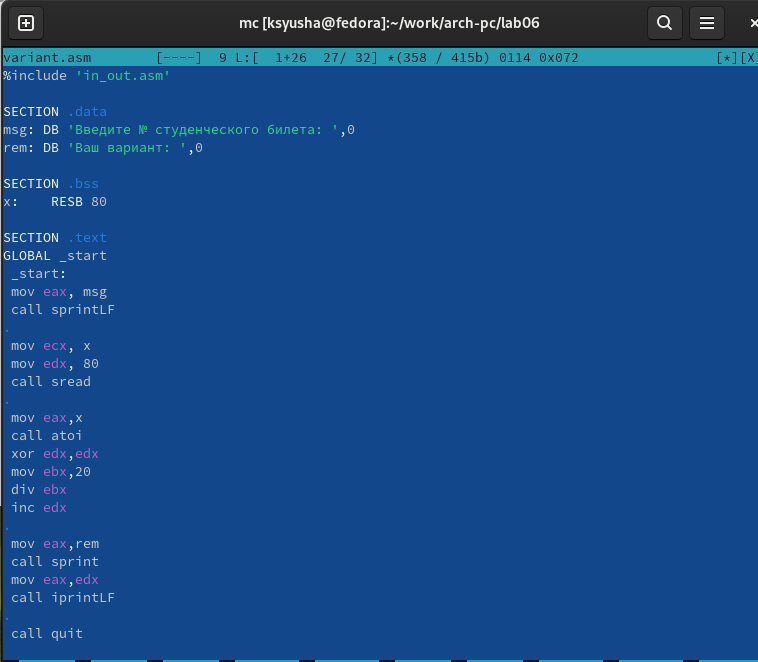 mc [ksyusha@fedora]:~/work/arch-pc/lab06
variant.asm        [----]  9 L:[  1+26  27/ 32] *(358 / 415b) 0114 0x072                 [*][X]
%include 'in_out.asm'

SECTION .data
msg: DB 'Введите № студенческого билета: ',0
rem: DB 'Ваш вариант: ',0

SECTION .bss
x:    RESB 80

SECTION .text
GLOBAL _start
 _start:
 mov eax, msg
 call sprintLF
.
 mov ecx, x
 mov edx, 80
 call sread
.
 mov eax,x
 call atoi
 xor edx,edx
 mov ebx,20
 div ebx
 inc edx
.
 mov eax,rem
 call sprint
 mov eax,edx
 call iprintLF
.
 call quit